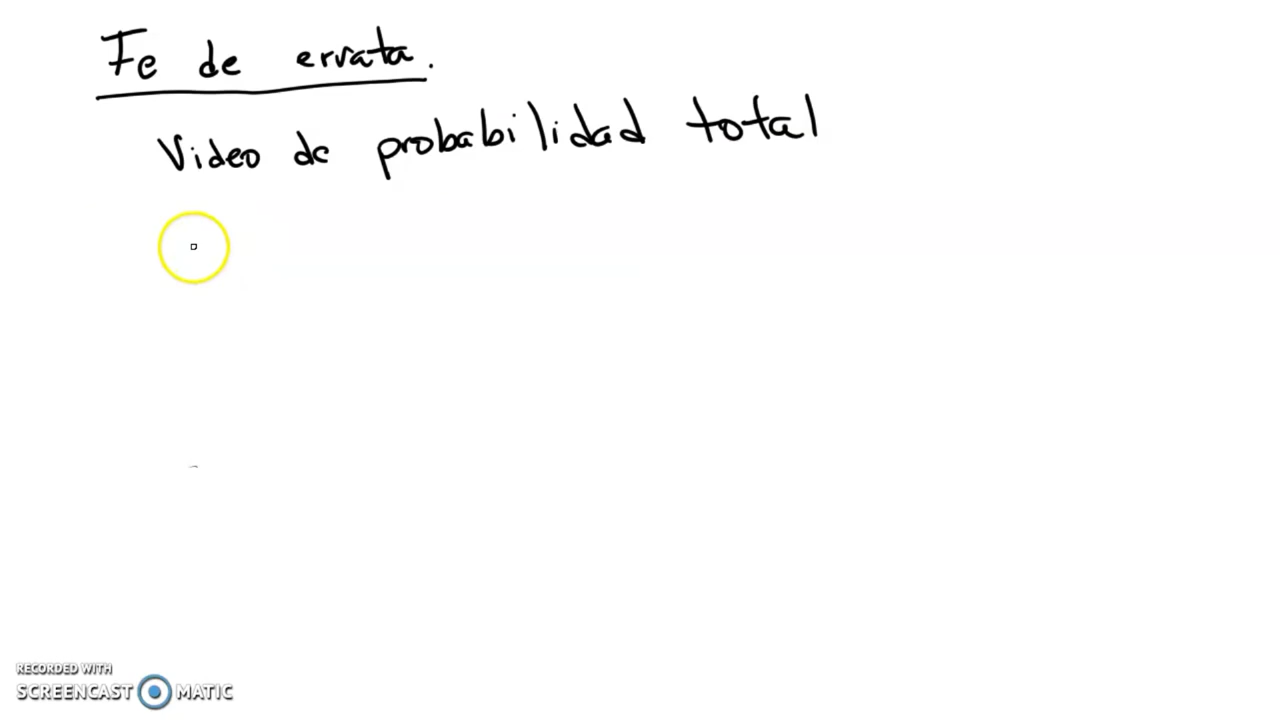 Fe de errata.
Video de probabilidad total
RECORDED WITH
SCREENCAST MATIC